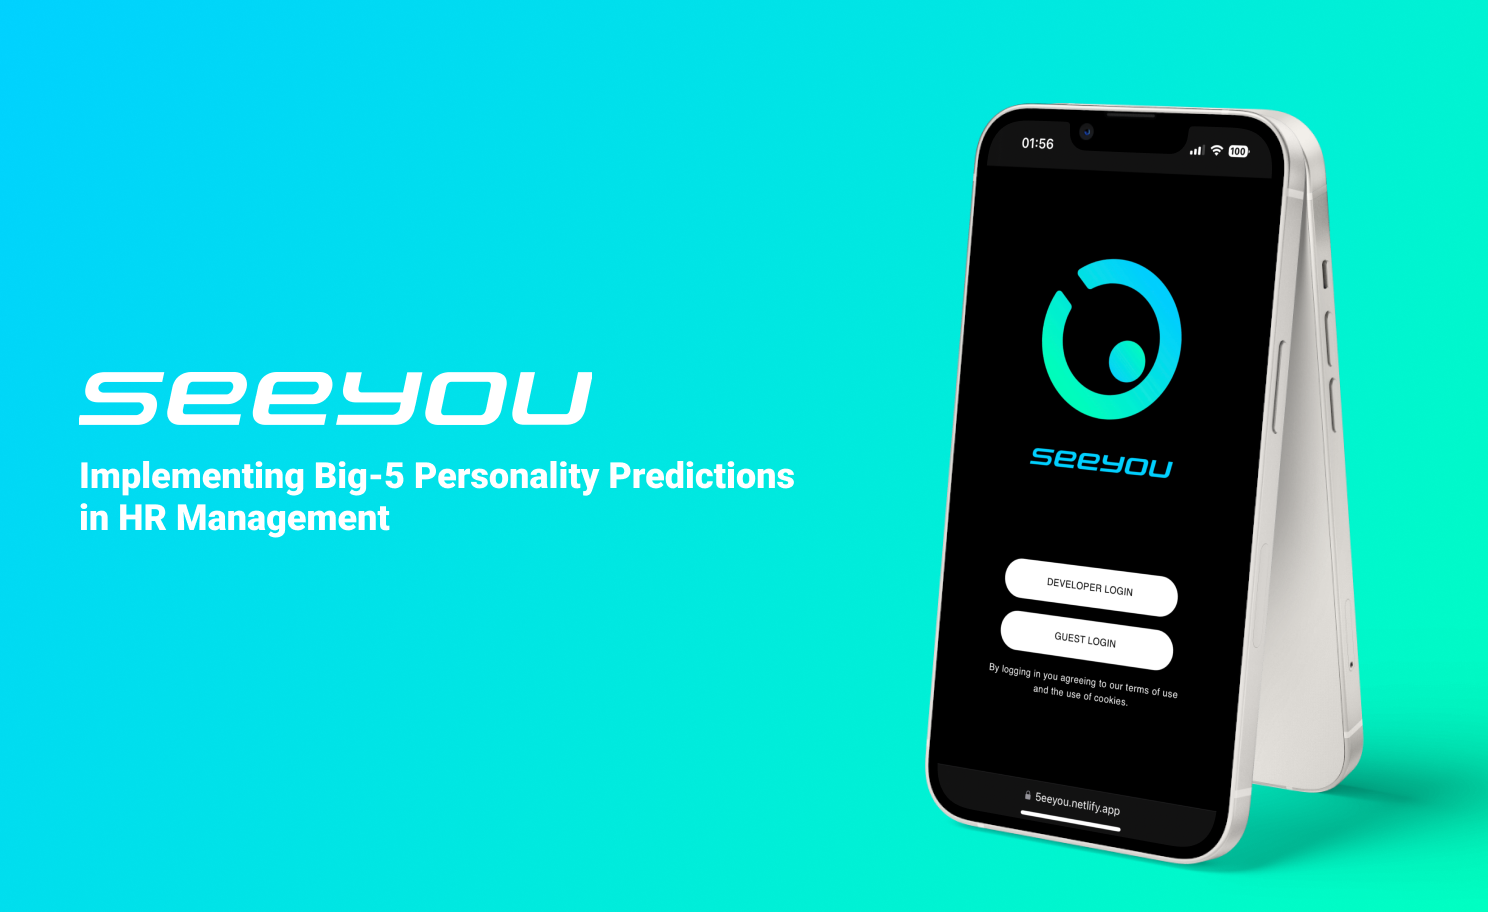 seeyou
Implementing Big-5 Personality Predictions
in HR Management
01:56
100
seeyou
DEVELOPER LOGIN
GUEST LOGIN
By logging in you agreeing to our terms of use
and the use of cookies.
5eeyou.netlify.app